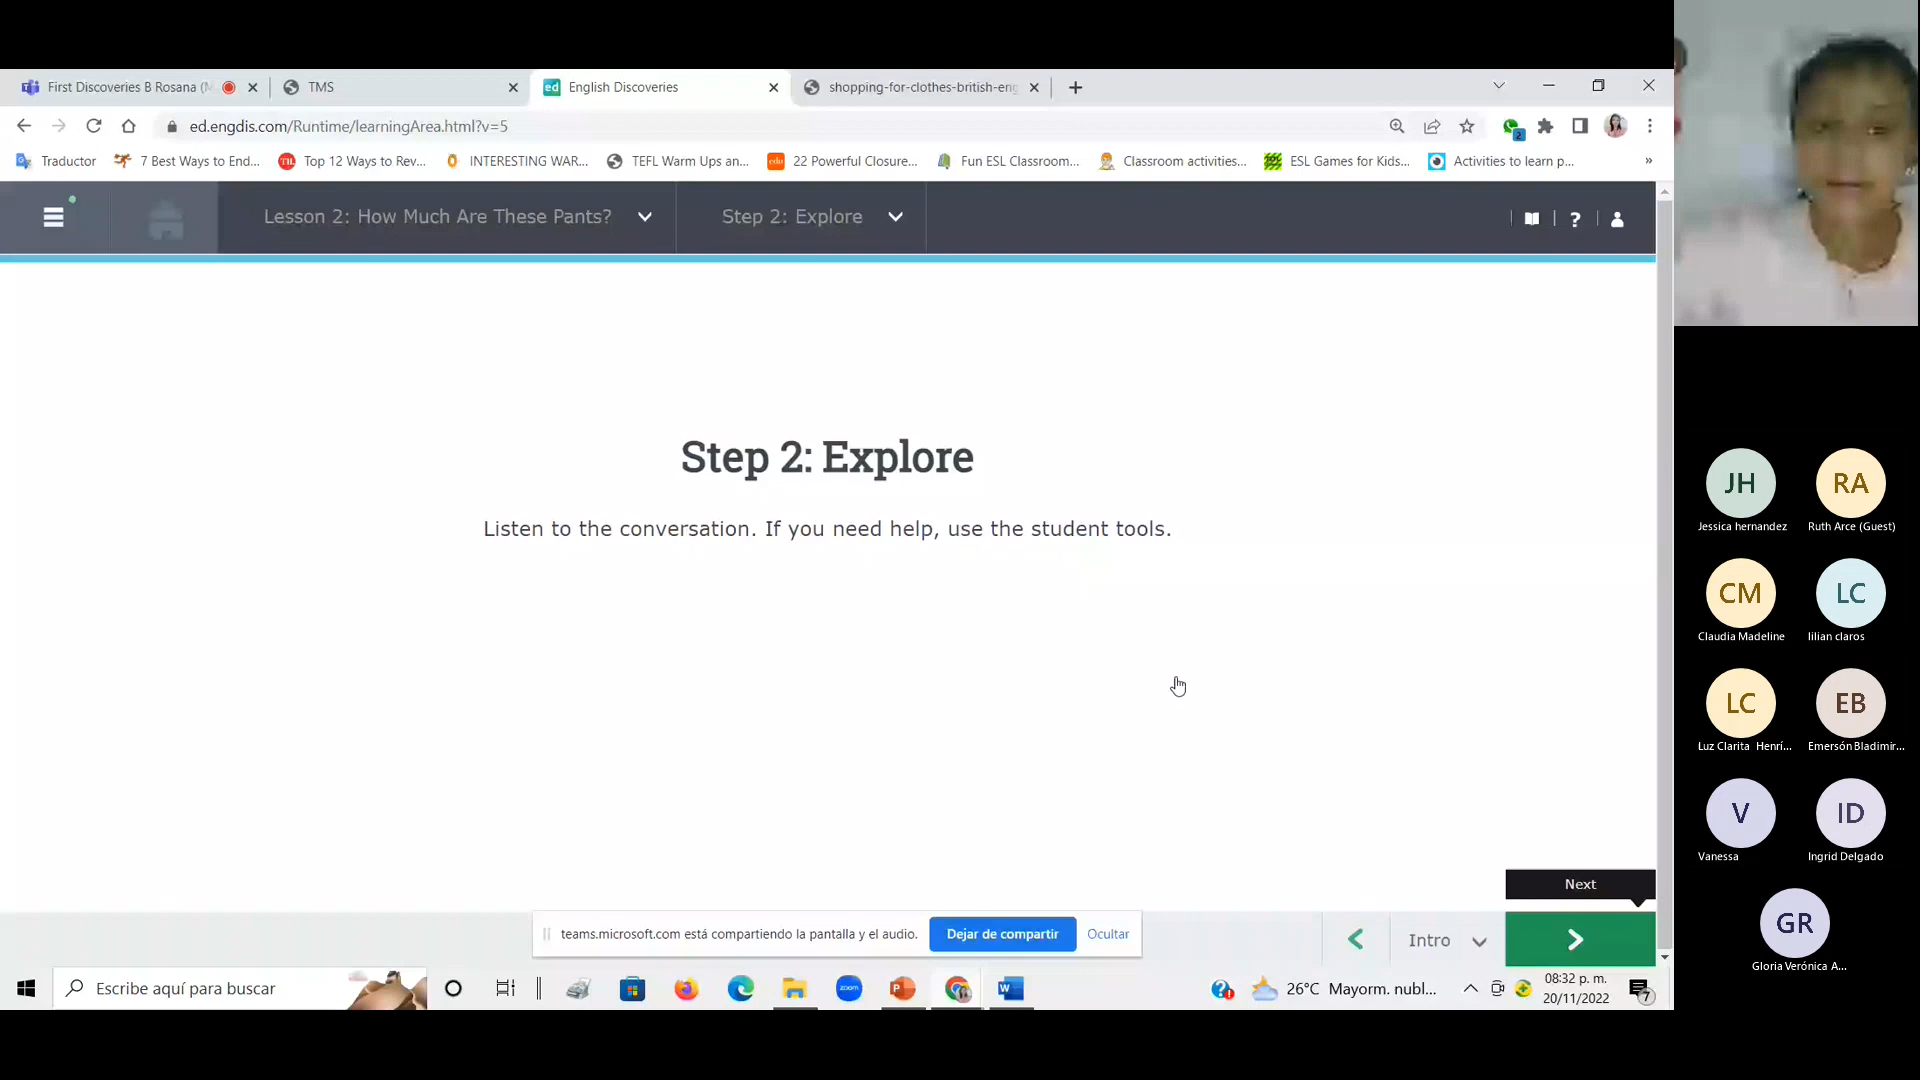 First Discoveries B Rosana (M
TMS
English Discoveries
shopping-for-clothes-british-eng
ed.engdis.com/Runtime/learningArea.html?v=5
Traductor
7 Best Ways to End...
Top 12 Ways to Rev...
INTERESTING WAR...
TEFL Warm Ups an...
22 Powerful Closure...
Fun ESL Classroom...
Classroom activities...
ESL Games for Kids...
Activities to learn p...
»
Lesson 2: How Much Are These Pants?
Step 2: Explore
Step 2: Explore
Listen to the conversation. If you need help, use the student tools.
Next
teams.microsoft.com está compartiendo la pantalla y el audio.
Dejar de compartir
Ocultar
Intro
Escribe aquí para buscar
26°C Mayorm. nubl...
08:32 p. m.
20/11/2022
7
JH
Jessica hernandez
RA
Ruth Arce (Guest)
CM
Claudia Madeline
LC
lilian claros
LC
Luz Clarita Henrí...
EB
Emersón Bladimir...
V
Vanessa
ID
Ingrid Delgado
GR
Gloria Verónica A...